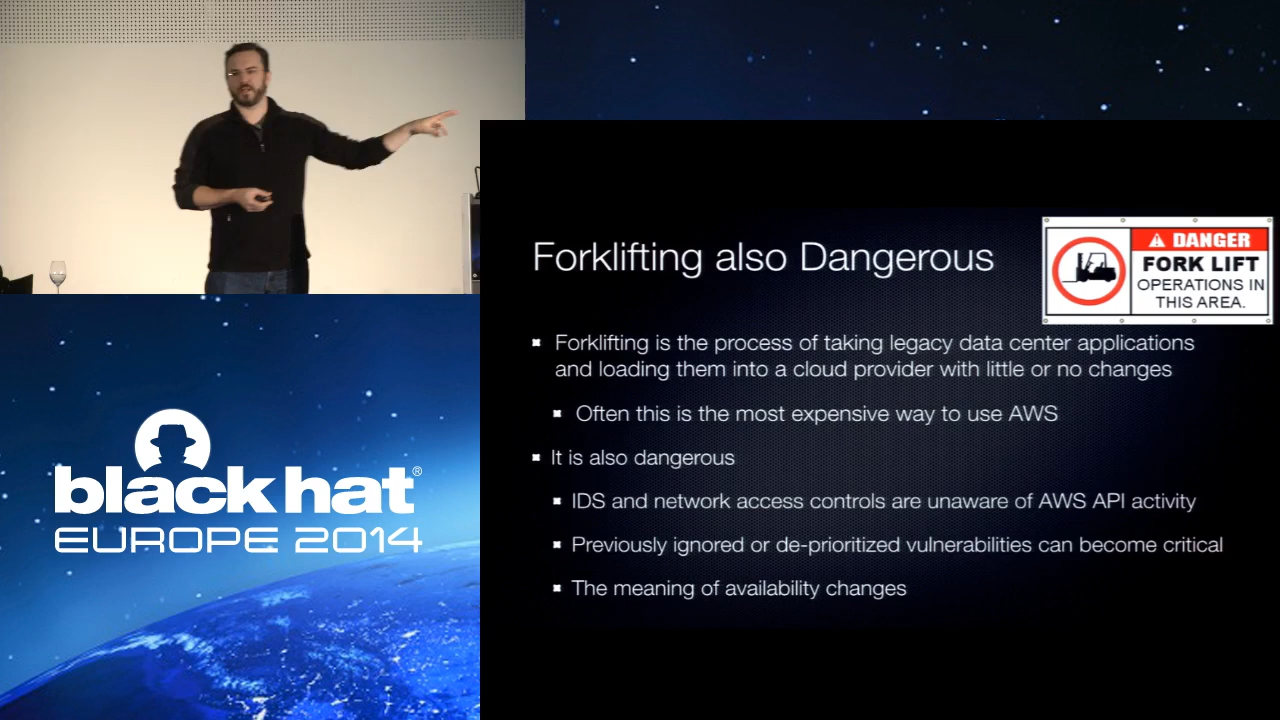 Forklifting also Dangerous
DANGER
FORK LIFT
OPERATIONS IN
THIS AREA.
Forklifting is the process of taking legacy data center applications
and loading them into a cloud provider with little or no changes
Often this is the most expensive way to use AWS
It is also dangerous
IDS and network access controls are unaware of AWS API activity
Previously ignored or de-prioritized vulnerabilities can become critical
The meaning of availability changes
black hat®
EUROPE 2014